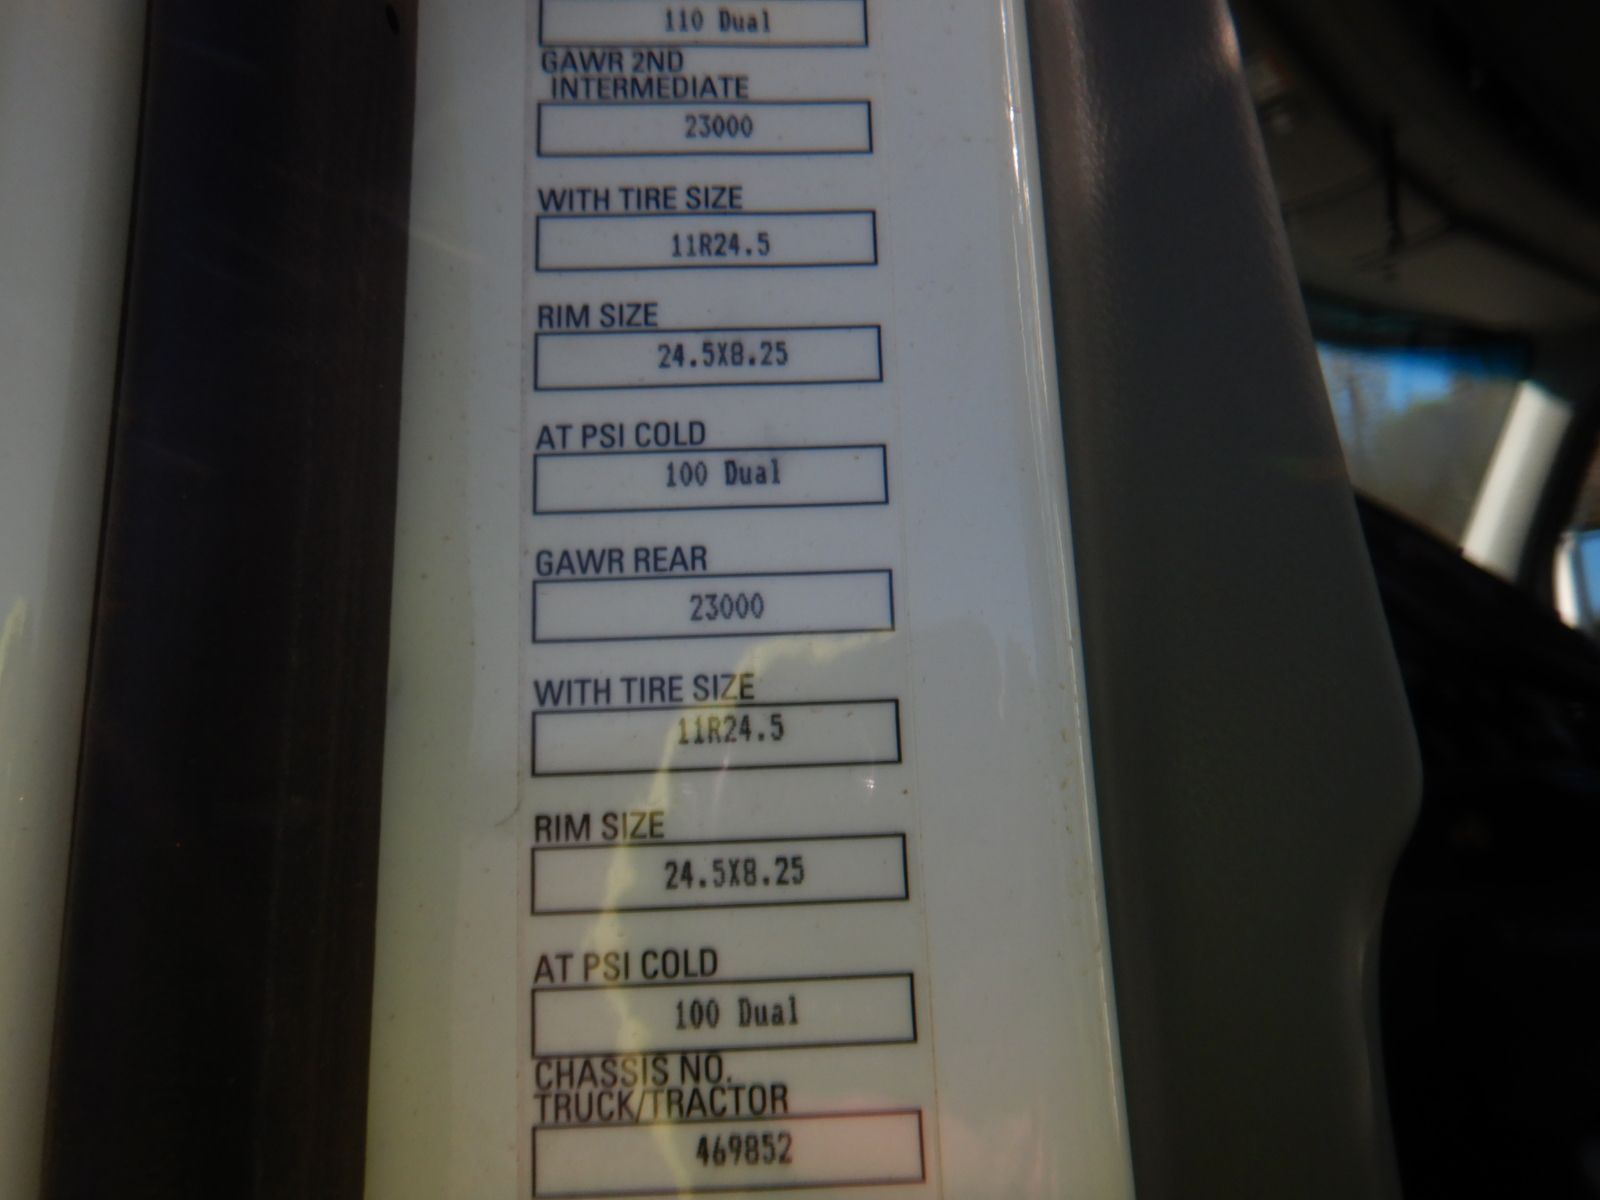 110 Dual
GAWR 2ND
INTERMEDIATE
23000
WITH TIRE SIZE
11R24.5
RIM SIZE
24.5X8.25
AT PSI COLD
100 Dual
GAWR REAR
23000
WITH TIRE SIZE
11R24.5
RIM SIZE
24.5X8.25
AT PSI COLD
100 Dual
CHASSIS NO.
TRUCK/TRACTOR
469852